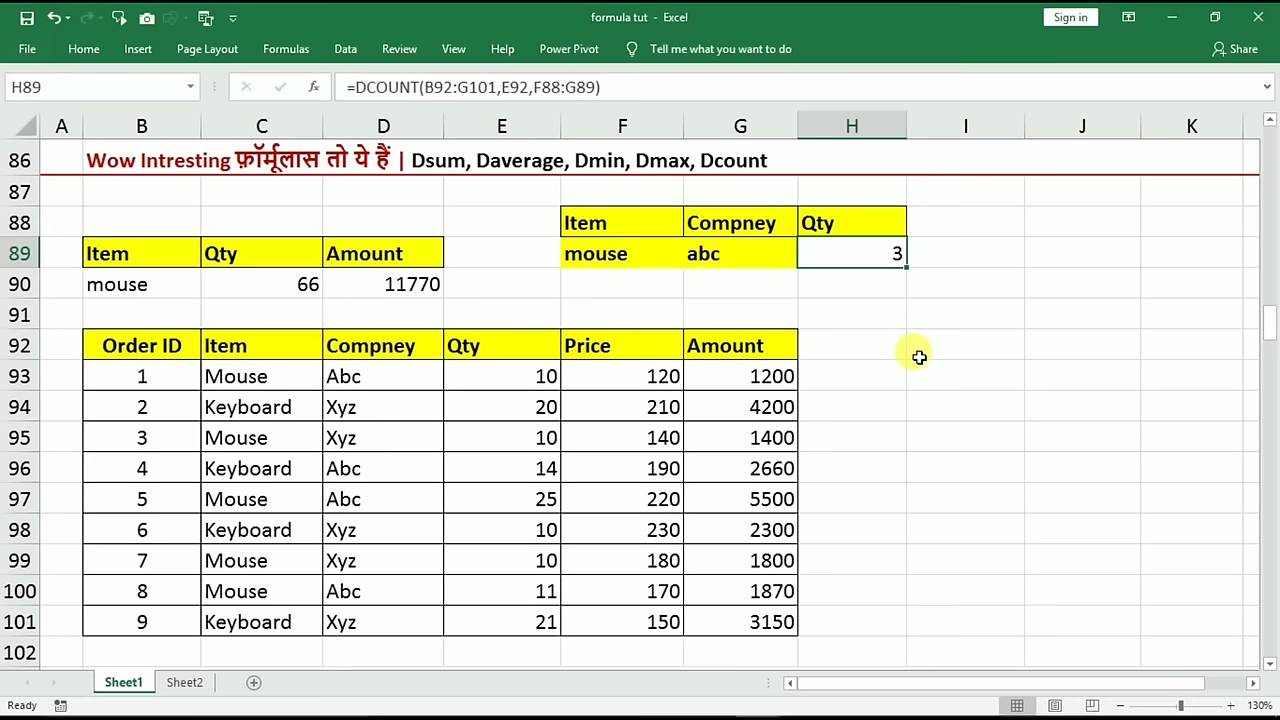 formula tut - Excel
Sign in
File Home Insert Page Layout Formulas Data Review View Help Power Pivot Tell me what you want to do Share
H89 fx =DCOUNT(B92:G101,E92,F88:G89)
A B C D E F G H I J K
86 Wow Intresting फ़ॉर्मूलास तो ये हैं | Dsum, Daverage, Dmin, Dmax, Dcount
87
88 Item Compney Qty
89 Item Qty Amount mouse abc 3
90 mouse 66 11770
91
92 Order ID Item Compney Qty Price Amount
93 1 Mouse Abc 10 120 1200
94 2 Keyboard Xyz 20 210 4200
95 3 Mouse Xyz 10 140 1400
96 4 Keyboard Abc 14 190 2660
97 5 Mouse Abc 25 220 5500
98 6 Keyboard Xyz 10 230 2300
99 7 Mouse Xyz 10 180 1800
100 8 Mouse Abc 11 170 1870
101 9 Keyboard Xyz 21 150 3150
102
Sheet1 Sheet2
Ready 130%